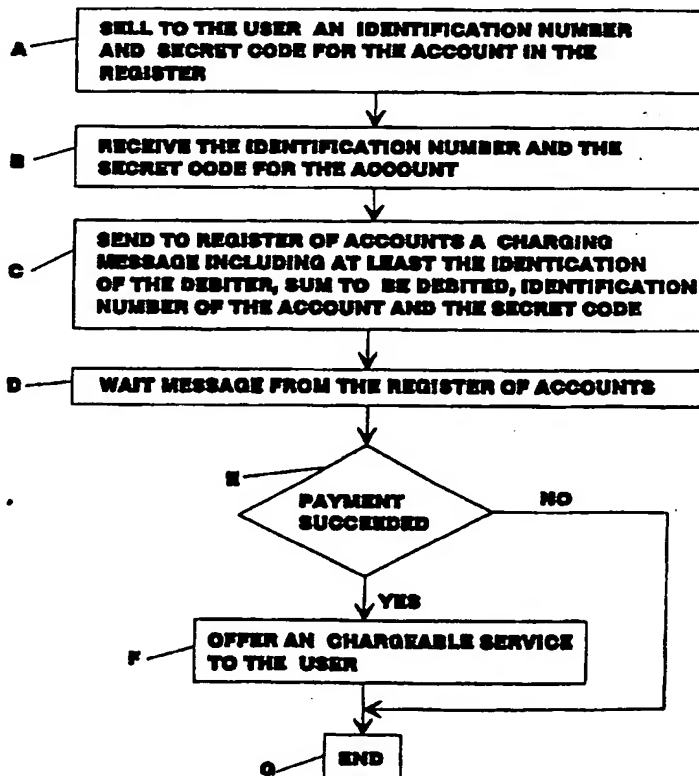 A
SELL TO THE USER AN IDENTIFICATION NUMBER
AND SECRET CODE FOR THE ACCOUNT IN THE
REGISTER
B
RECEIVE THE IDENTIFICATION NUMBER AND THE
SECRET CODE FOR THE ACCOUNT
C
SEND TO REGISTER OF ACCOUNTS A CHARGING
MESSAGE INCLUDING AT LEAST THE IDENTICATION
OF THE DEBITER, SUM TO BE DEBITED, IDENTIFICATION
NUMBER OF THE ACCOUNT AND THE SECRET CODE
D
WAIT MESSAGE FROM THE REGISTER OF ACCOUNTS
E
PAYMENT
SUCCEEDED
NO
YES
F
OFFER AN CHARGEABLE SERVICE
TO THE USER
G
END